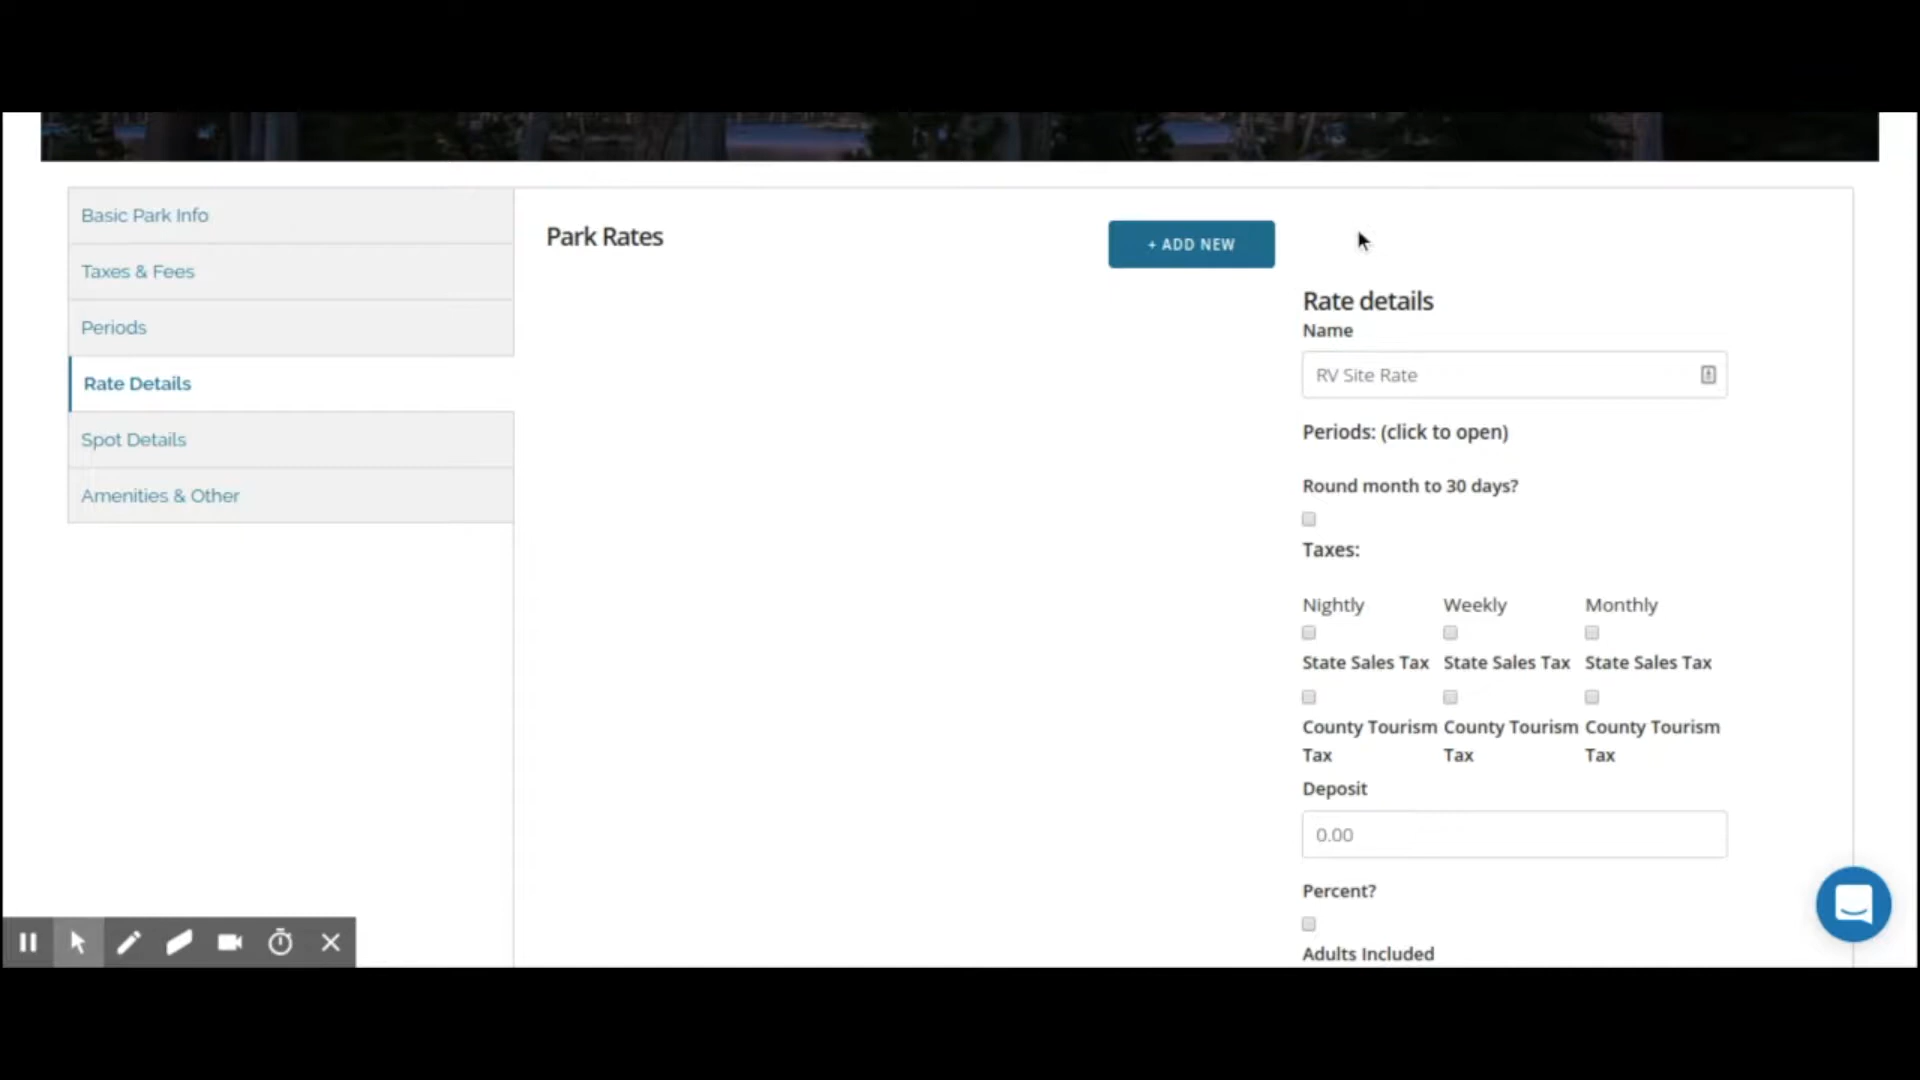 Basic Park Info
Taxes & Fees
Periods
Rate Details
Spot Details
Amenities & Other
Park Rates
+ ADD NEW
Rate details
Name
RV Site Rate
Periods: (click to open)
Round month to 30 days?
Taxes:
Nightly Weekly Monthly
State Sales Tax State Sales Tax State Sales Tax
County Tourism County Tourism County Tourism
Tax Tax Tax
Deposit
0.00
Percent?
Adults Included